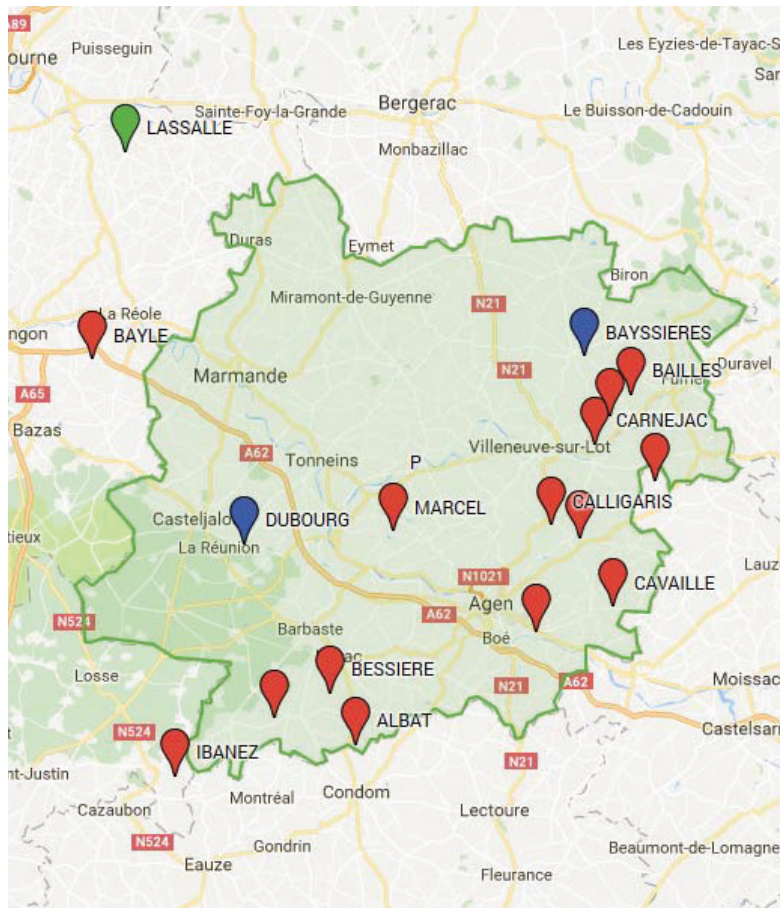 A89
Puisseguin
ourne
Les Eyzies-de-Tayac-S
Sar
Sainte-Foy-la-Grande
Bergerac
Le Buisson-de-Cadouin
LASSALLE
Monbazillac
Duras
Eymet
Biron
Miramont-de-Guyenne
N21
La Réole
BAYSSIERES
ngon
BAYLE
Duravel
N21
BAILLES
Marmande
A65
Bazas
CARNEJAC
A62
Villeneuve-sur-Lot
Tonneins
P
MARCEL
CALLIGARIS
Casteljalo
DUBOURG
tieux
La Réunion
Lauz
N1021
CAVAILLE
Agen
A62
N524
Barbaste
Boé
BESSIERE
Losse
N21
A62
Moissac
ALBAT
N524
Castelsarr
IBANEZ
N21
nt-Justin
Montréal
Condom
Cazaubon
Lectoure
N524
Gondrin
Beaumont-de-Lomagne
Eauze
Fleurance